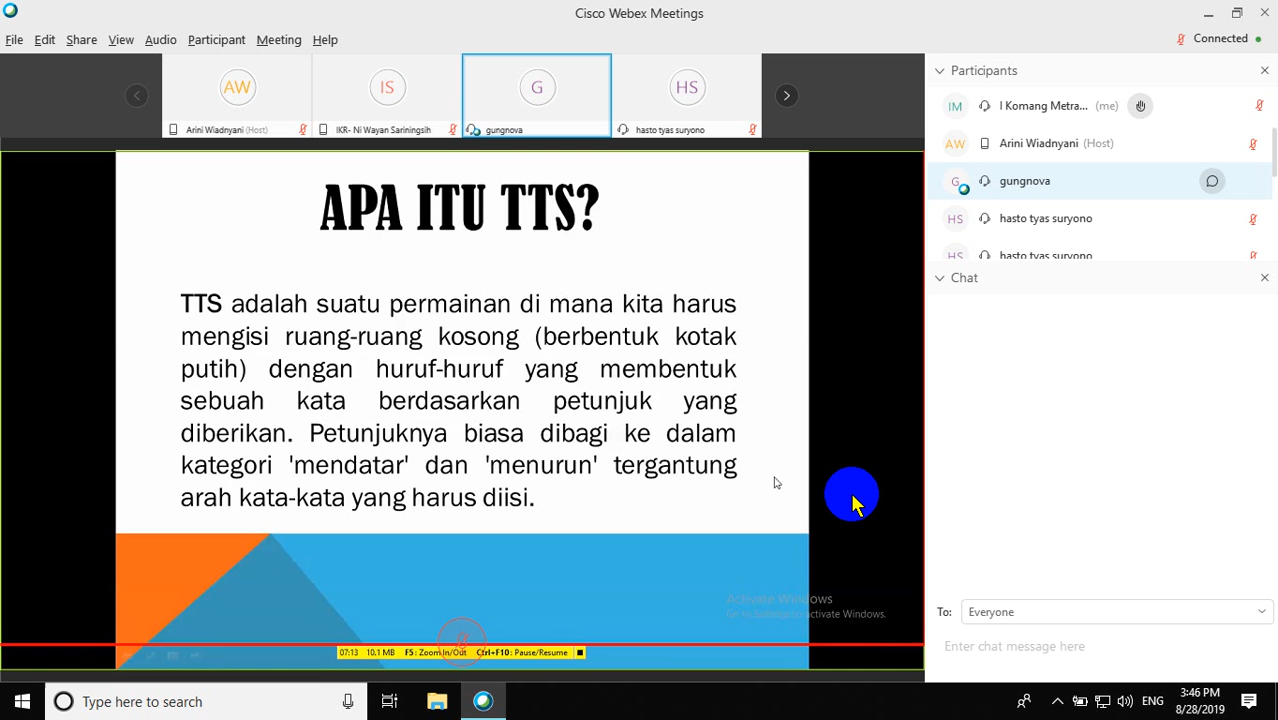 Cisco Webex Meetings
File Edit Share View Audio Participant Meeting Help
Connected
AW IS G HS
Arini Wiadnyani (Host) IKR- Ni Wayan Sariningsih gungnova hasto tyas suryono
Participants
IM I Komang Metra... (me)
AW Arini Wiadnyani (Host)
G gungnova
HS hasto tyas suryono
HS hasto tyas suryono
Chat
APA ITU TTS?
TTS adalah suatu permainan di mana kita harus
mengisi ruang-ruang kosong (berbentuk kotak
putih) dengan huruf-huruf yang membentuk
sebuah kata berdasarkan petunjuk yang
diberikan. Petunjuknya biasa dibagi ke dalam
kategori 'mendatar' dan 'menurun' tergantung
arah kata-kata yang harus diisi.
Activate Windows
activate Windows.
To: Everyone
Enter chat message here
07:13 10.1 MB F5: Zoom In/Out Ctrl+F10: Pause/Resume
Type here to search
ENG
3:46 PM
8/28/2019